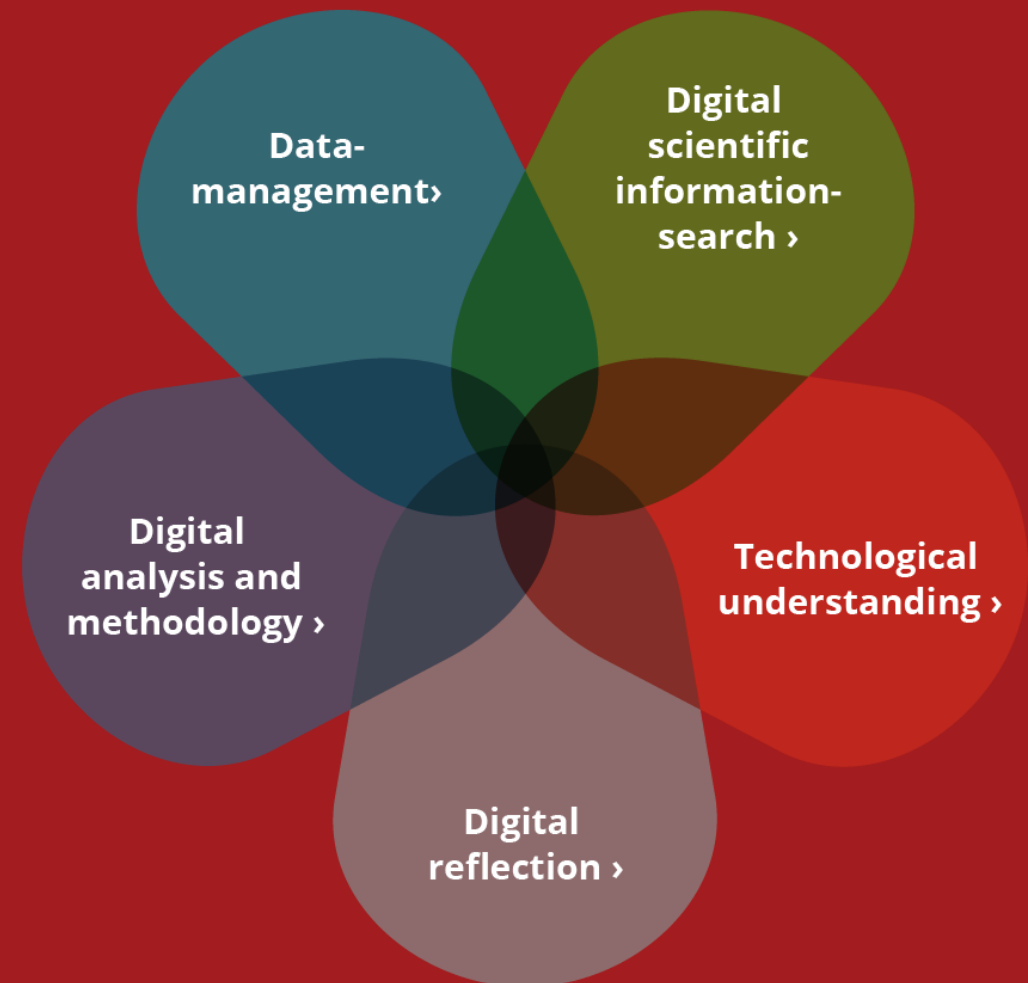 Data-
management›
Digital
scientific
information-
search ›
Digital
analysis and
methodology ›
Technological
understanding ›
Digital
reflection ›